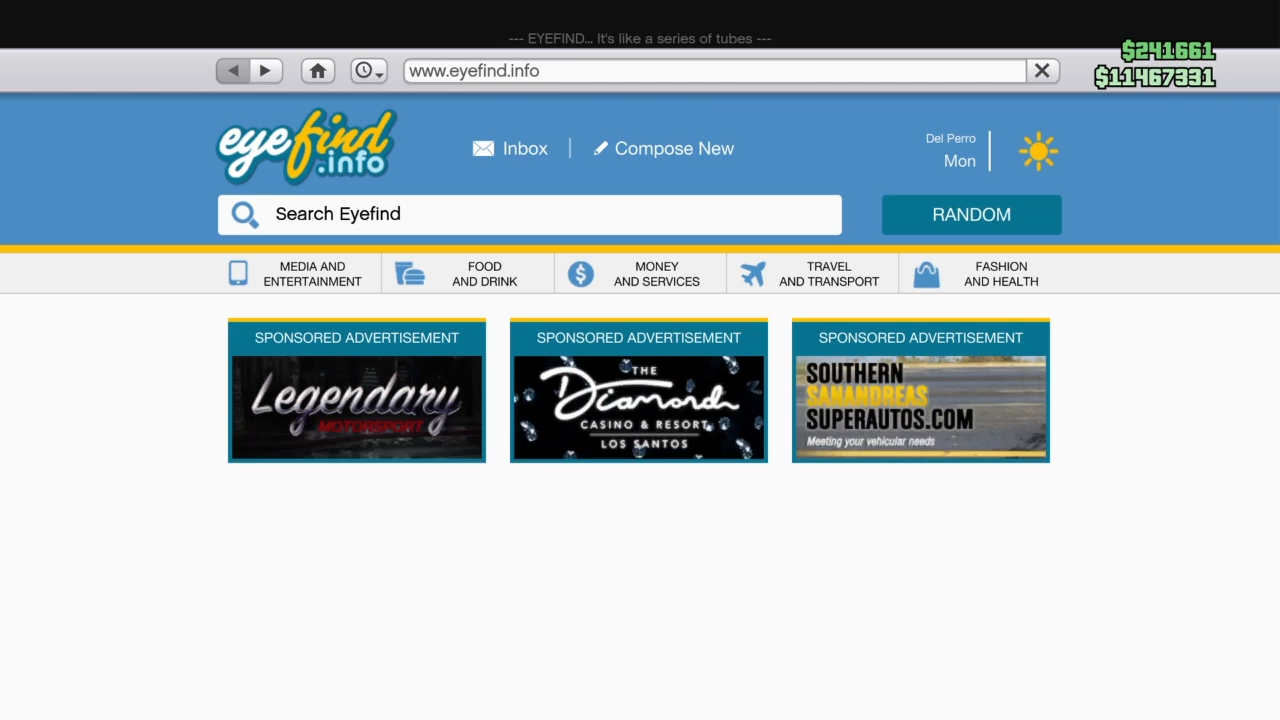 --- EYEFIND... It's like a series of tubes ---
$241661
www.eyefind.info
$11467331
eyefind
.info
Inbox
Compose New
Del Perro
Mon
Search Eyefind
RANDOM
MEDIA AND
ENTERTAINMENT
FOOD
AND DRINK
MONEY
AND SERVICES
TRAVEL
AND TRANSPORT
FASHION
AND HEALTH
SPONSORED ADVERTISEMENT
Legendary
MOTORSPORT
SPONSORED ADVERTISEMENT
THE
Diamond
CASINO & RESORT
LOS SANTOS
SPONSORED ADVERTISEMENT
SOUTHERN
SANANDREAS
SUPERAUTOS.COM
Meeting your vehicular needs